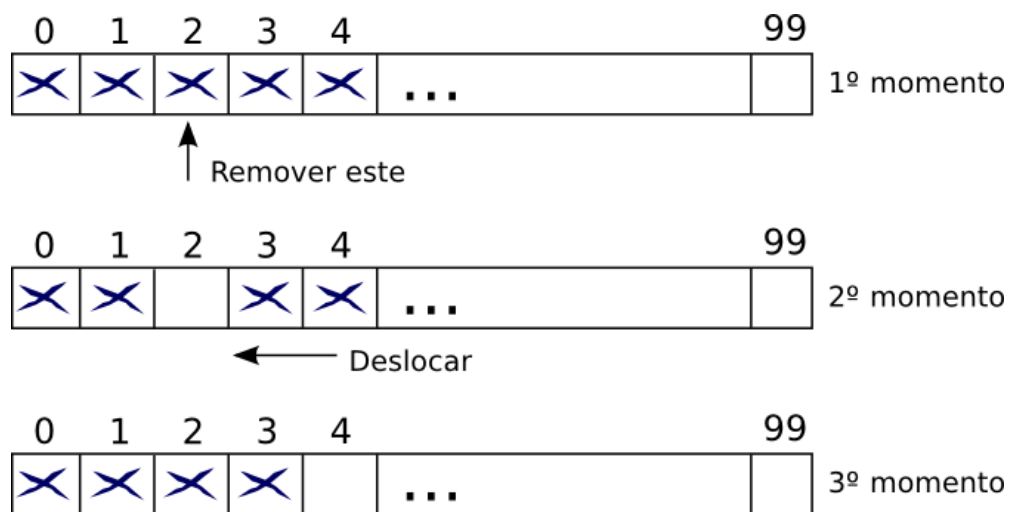 0 1 2 3 4 99
... 1º momento
Remover este
0 1 2 3 4 99
... 2º momento
Deslocar
0 1 2 3 4 99
... 3º momento